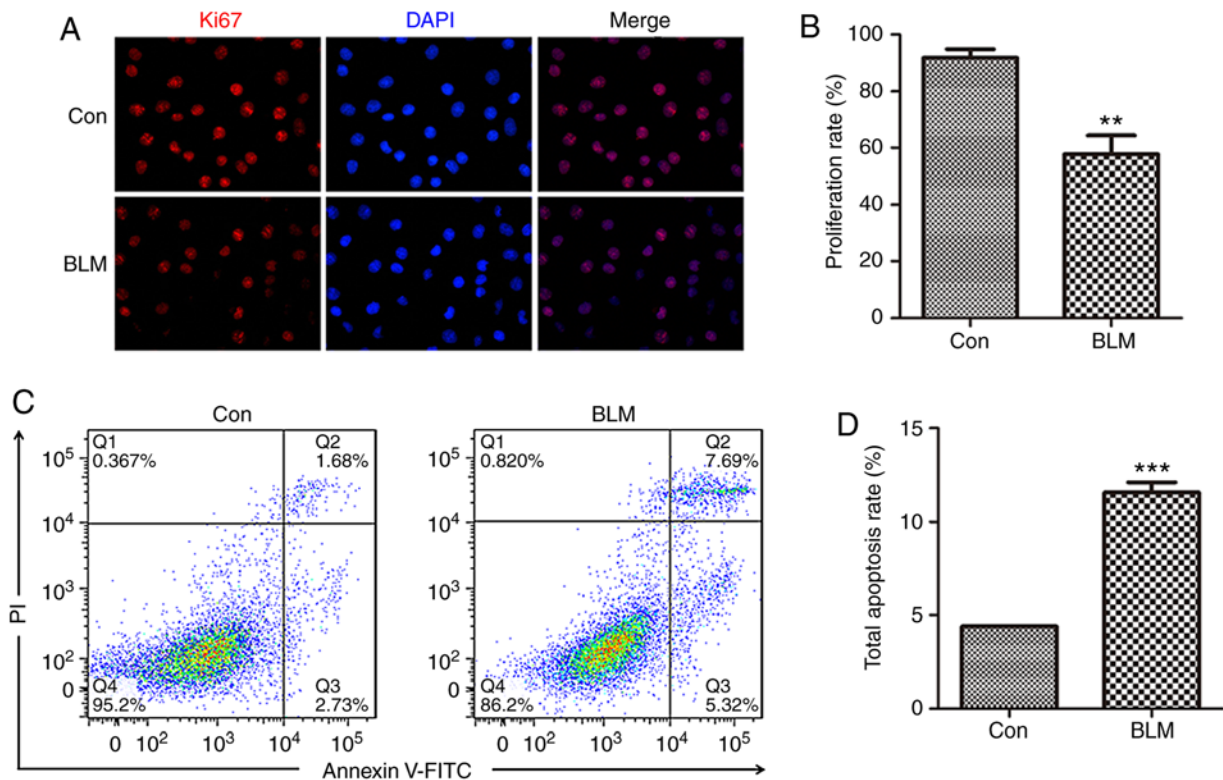 A
Ki67 DAPI Merge
Con
BLM
B
Proliferation rate (%)
100
80
60
40
20
0
**
Con BLM
C
Con BLM
PI
10^5
10^4
10^3
10^2
0
Q1
0.367%
Q2
1.68%
Q4
95.2%
Q3
2.73%
0 10^2 10^3 10^4 10^5
10^5
10^4
10^3
10^2
0
Q1
0.820%
Q2
7.69%
Q4
86.2%
Q3
5.32%
0 10^2 10^3 10^4 10^5
Annexin V-FITC
D
Total apoptosis rate (%)
15
10
5
0
***
Con BLM